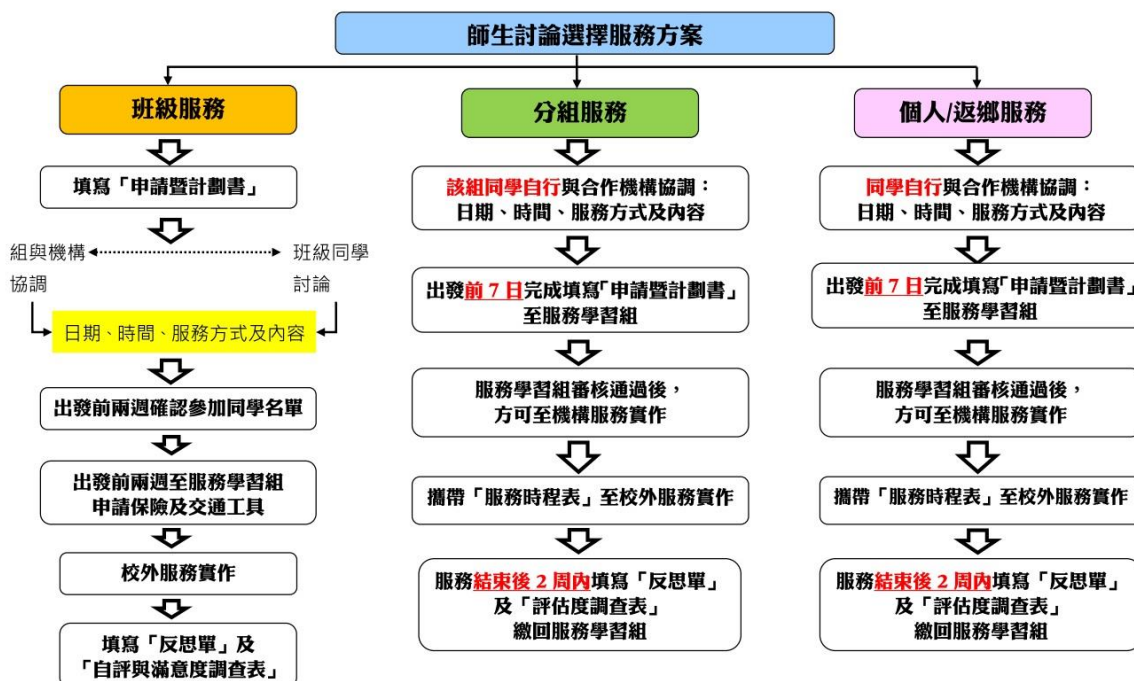 師生討論選擇服務方案
班級服務
填寫「申請暨計劃書」
組與機構
協調
班級同學
討論
日期、時間、服務方式及內容
出發前兩週確認參加同學名單
出發前兩週至服務學習組
申請保險及交通工具
校外服務實作
填寫「反思單」及
「自評與滿意度調查表」
分組服務
該組同學自行與合作機構協調：
日期、時間、服務方式及內容
出發前 7 日完成填寫「申請暨計劃書」
至服務學習組
服務學習組審核通過後，
方可至機構服務實作
攜帶「服務時程表」至校外服務實作
服務結束後 2 周內填寫「反思單」
及「評估度調查表」
繳回服務學習組
個人/返鄉服務
同學自行與合作機構協調：
日期、時間、服務方式及內容
出發前 7 日完成填寫「申請暨計劃書」
至服務學習組
服務學習組審核通過後，
方可至機構服務實作
攜帶「服務時程表」至校外服務實作
服務結束後 2 周內填寫「反思單」
及「評估度調查表」
繳回服務學習組